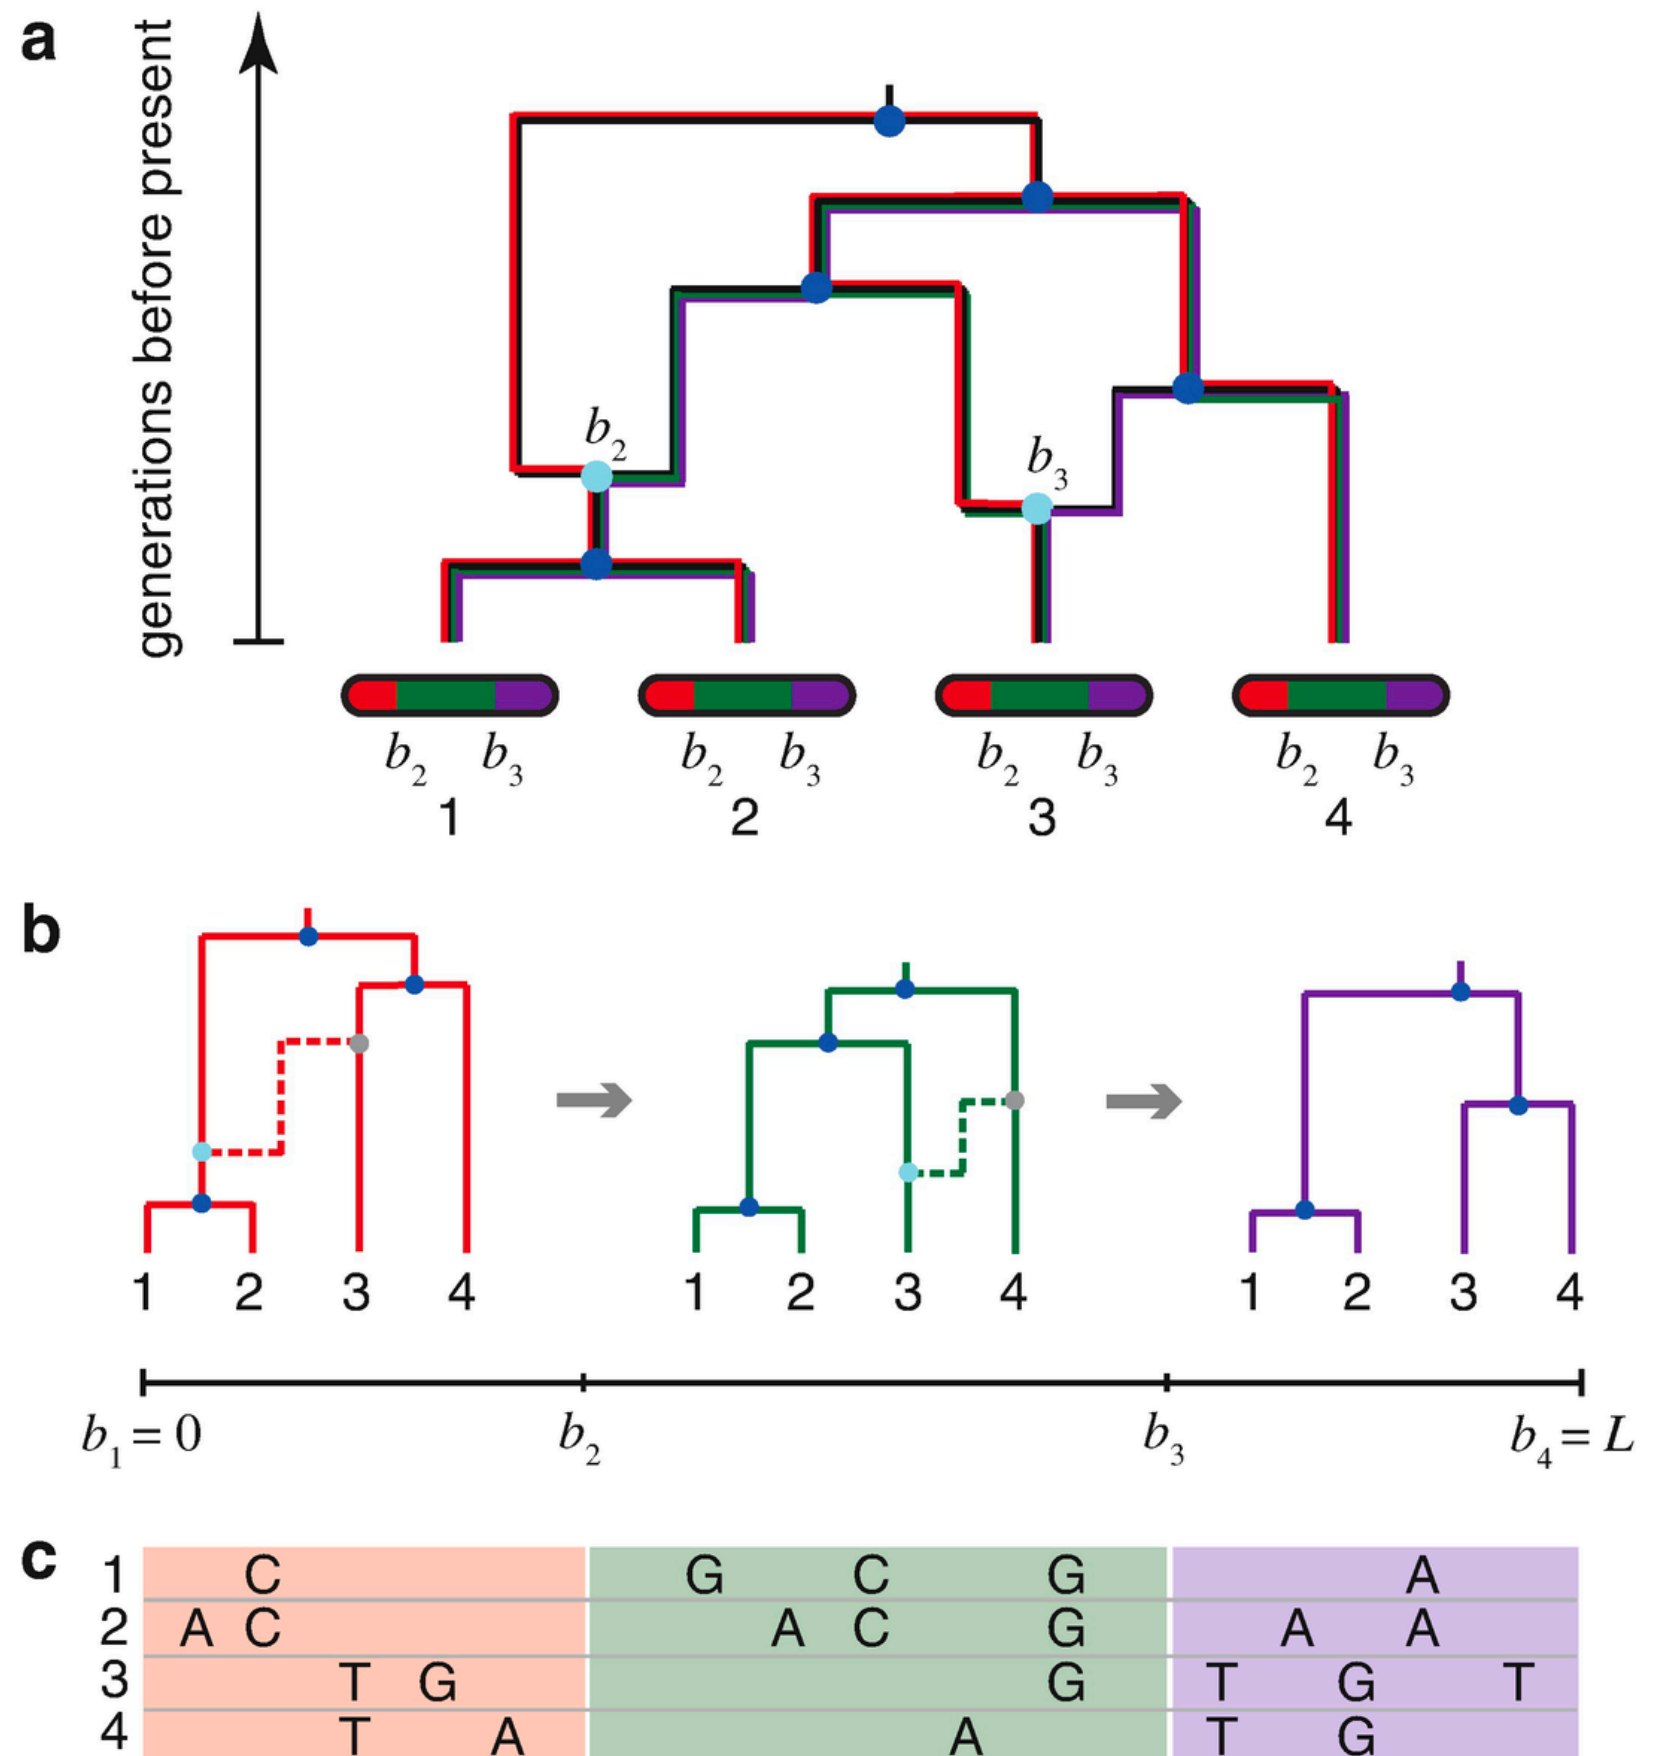 a
generations before present
b2
b3
b2 b3 b2 b3 b2 b3 b2 b3
1 2 3 4
b
1 2 3 4 1 2 3 4 1 2 3 4
b1 = 0 b2 b3 b4 = L
c
1 C G C G A
2 A C A C G A A
3 T G G T G T
4 T A A T G